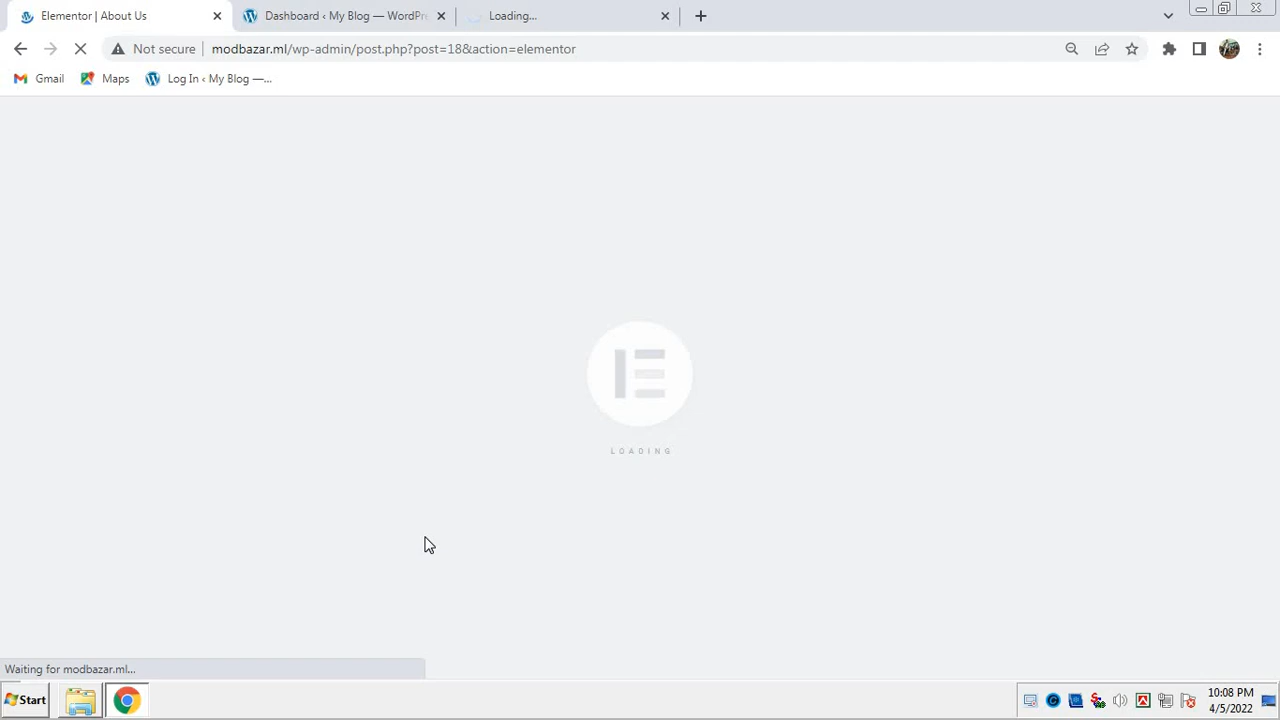 Elementor | About Us
Dashboard ‹ My Blog — WordPre
Loading...
Not secure
modbazar.ml/wp-admin/post.php?post=18&action=elementor
Gmail
Maps
Log In ‹ My Blog —...
LOADING
Waiting for modbazar.ml...
Start
10:08 PM
4/5/2022